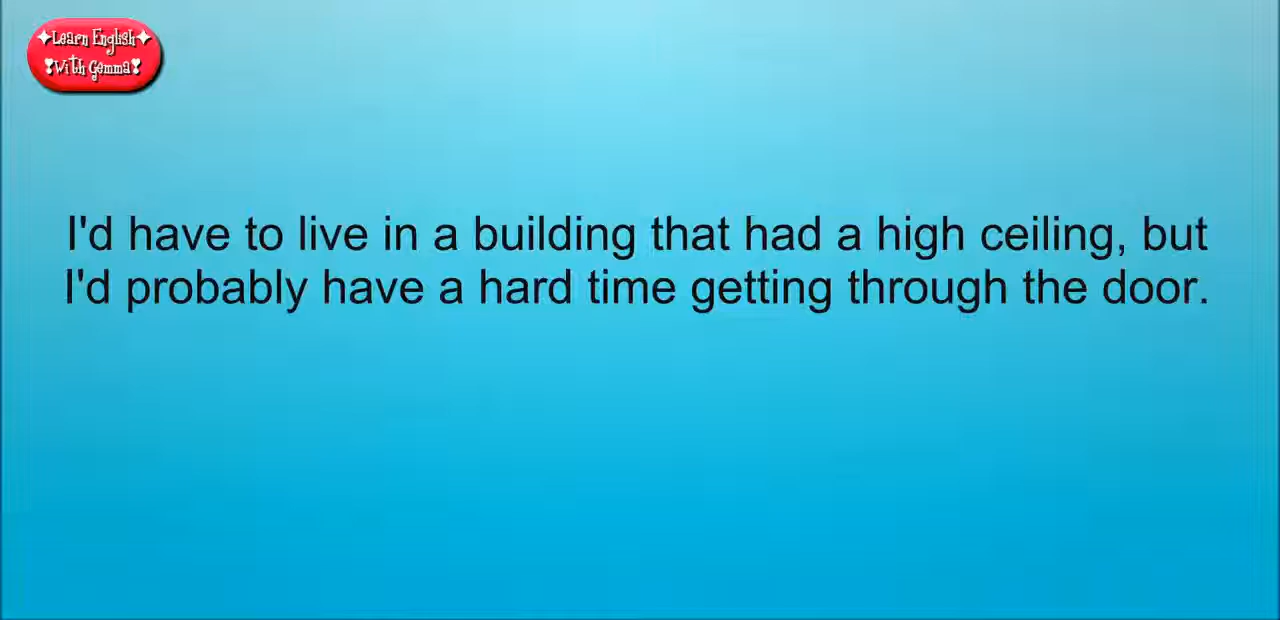 ✦Learn English✦
❣With Gemma❣
I'd have to live in a building that had a high ceiling, but
I'd probably have a hard time getting through the door.